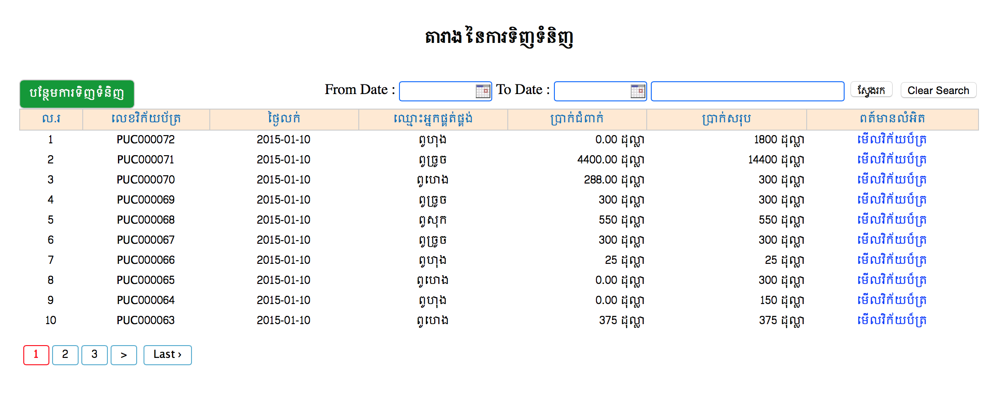 តារាង នៃការទិញទំនិញ
បន្ថែមការទិញទំនិញ From Date : To Date : ស្វែងរក Clear Search
ល.រ លេខវិក័យប័ត្រ ថ្ងៃលក់ ឈ្មោះអ្នកផ្គត់ផ្គង់ ប្រាក់ជំពាក់ ប្រាក់សរុប ពត៌មានលំអិត
1 PUC000072 2015-01-10 ពូហុង 0.00 ដុល្លា 1800 ដុល្លា មើលវិក័យប័ត្រ
2 PUC000071 2015-01-10 ពូច្រូច 4400.00 ដុល្លា 14400 ដុល្លា មើលវិក័យប័ត្រ
3 PUC000070 2015-01-10 ពូហេង 288.00 ដុល្លា 300 ដុល្លា មើលវិក័យប័ត្រ
4 PUC000069 2015-01-10 ពូច្រូច 300 ដុល្លា 300 ដុល្លា មើលវិក័យប័ត្រ
5 PUC000068 2015-01-10 ពូសុក 550 ដុល្លា 550 ដុល្លា មើលវិក័យប័ត្រ
6 PUC000067 2015-01-10 ពូច្រូច 300 ដុល្លា 300 ដុល្លា មើលវិក័យប័ត្រ
7 PUC000066 2015-01-10 ពូហុង 25 ដុល្លា 25 ដុល្លា មើលវិក័យប័ត្រ
8 PUC000065 2015-01-10 ពូហេង 0.00 ដុល្លា 300 ដុល្លា មើលវិក័យប័ត្រ
9 PUC000064 2015-01-10 ពូហុង 0.00 ដុល្លា 150 ដុល្លា មើលវិក័យប័ត្រ
10 PUC000063 2015-01-10 ពូហេង 375 ដុល្លា 375 ដុល្លា មើលវិក័យប័ត្រ
1 2 3 > Last ›